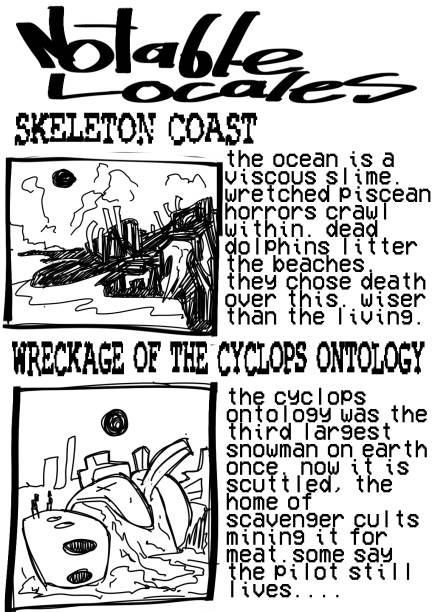 Notable
Locales
SKELETON COAST
the ocean is a
viscous slime.
wretched piscean
horrors crawl
within. dead
dolphins litter
the beaches.
they chose death
over this. wiser
than the living.
WRECKAGE OF THE CYCLOPS ONTOLOGY
the cyclops
ontology was the
third largest
snowman on earth
once. now it is
scuttled, the
home of
scavenger cults
mining it for
meat.some say
the pilot still
lives....